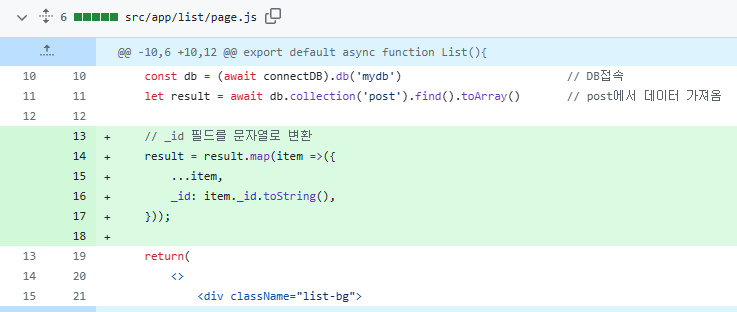 6 src/app/list/page.js
@@ -10,6 +10,12 @@ export default async function List(){
10 10 const db = (await connectDB).db('mydb') // DB접속
11 11 let result = await db.collection('post').find().toArray() // post에서 데이터 가져옴
12 12
13 + // _id 필드를 문자열로 변환
14 + result = result.map(item =>({
15 + ...item,
16 + _id: item._id.toString(),
17 + }));
18 +
13 19 return(
14 20 <>
15 21 <div className="list-bg">